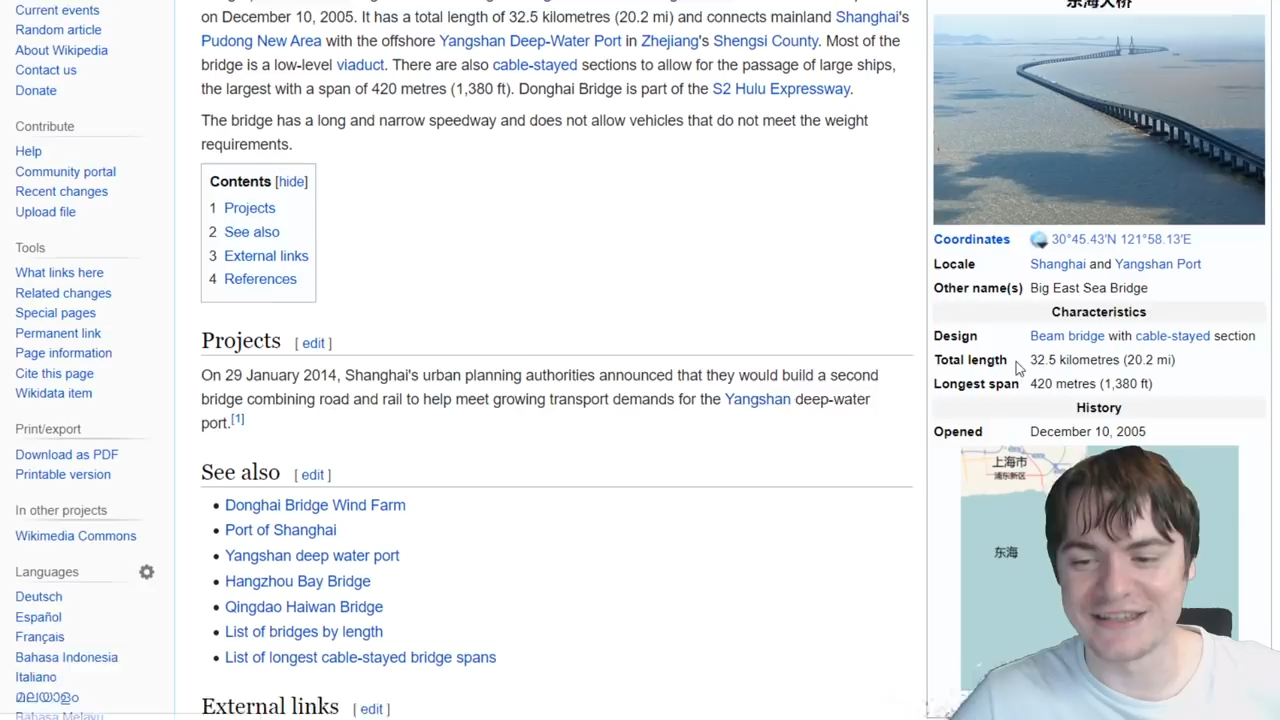 Current events
Random article
About Wikipedia
Contact us
Donate
Contribute
Help
Community portal
Recent changes
Upload file
Tools
What links here
Related changes
Special pages
Permanent link
Page information
Cite this page
Wikidata item
Print/export
Download as PDF
Printable version
In other projects
Wikimedia Commons
Languages
Deutsch
Español
Français
Bahasa Indonesia
Italiano
മലയാളം
Bahasa Melayu
on December 10, 2005. It has a total length of 32.5 kilometres (20.2 mi) and connects mainland Shanghai's
Pudong New Area with the offshore Yangshan Deep-Water Port in Zhejiang's Shengsi County. Most of the
bridge is a low-level viaduct. There are also cable-stayed sections to allow for the passage of large ships,
the largest with a span of 420 metres (1,380 ft). Donghai Bridge is part of the S2 Hulu Expressway.
The bridge has a long and narrow speedway and does not allow vehicles that do not meet the weight
requirements.
Contents [hide]
1 Projects
2 See also
3 External links
4 References
Projects [ edit ]
On 29 January 2014, Shanghai's urban planning authorities announced that they would build a second
bridge combining road and rail to help meet growing transport demands for the Yangshan deep-water
port.[1]
See also [ edit ]
• Donghai Bridge Wind Farm
• Port of Shanghai
• Yangshan deep water port
• Hangzhou Bay Bridge
• Qingdao Haiwan Bridge
• List of bridges by length
• List of longest cable-stayed bridge spans
External links [ edit ]
东海大桥
Coordinates 30°45.43′N 121°58.13′E
Locale Shanghai and Yangshan Port
Other name(s) Big East Sea Bridge
Characteristics
Design Beam bridge with cable-stayed section
Total length 32.5 kilometres (20.2 mi)
Longest span 420 metres (1,380 ft)
History
Opened December 10, 2005
上海市
浦东新区
东海